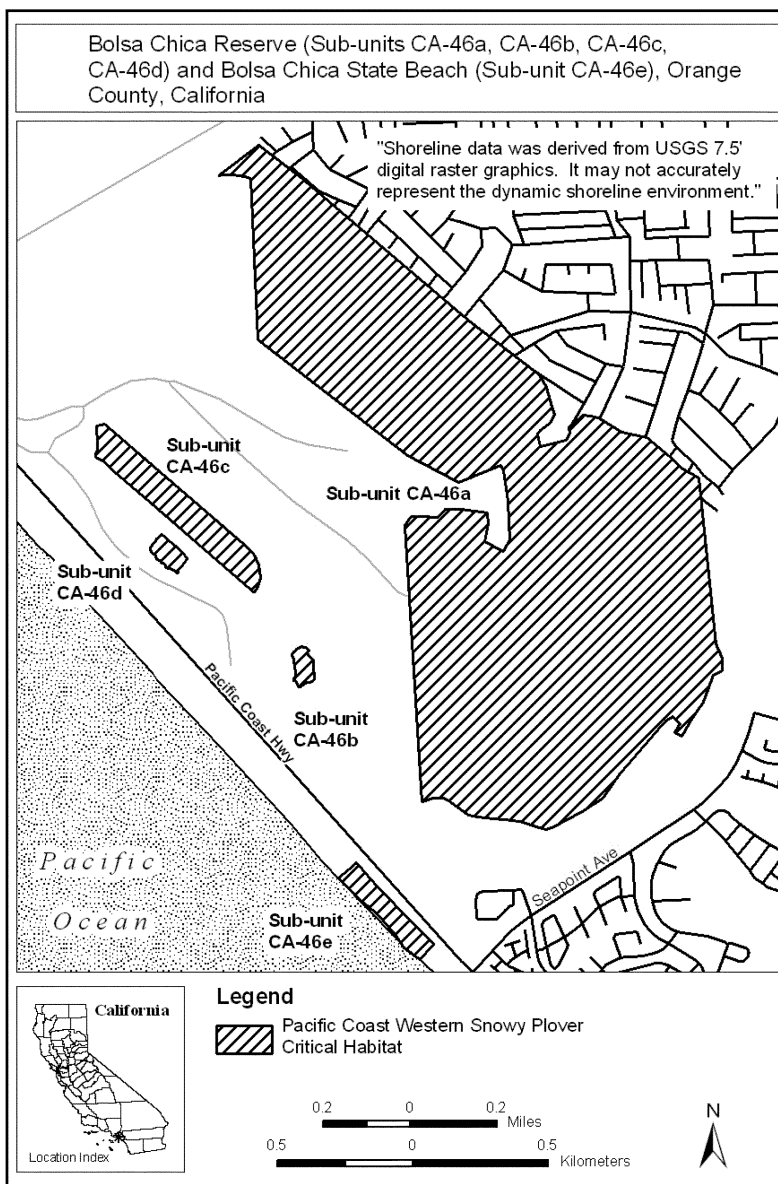 Bolsa Chica Reserve (Sub-units CA-46a, CA-46b, CA-46c,
CA-46d) and Bolsa Chica State Beach (Sub-unit CA-46e), Orange
County, California
"Shoreline data was derived from USGS 7.5'
digital raster graphics. It may not accurately
represent the dynamic shoreline environment."
Sub-unit
CA-46c
Sub-unit CA-46a
Sub-unit
CA-46d
Pacific Coast Hwy
Sub-unit
CA-46b
Seapoint Ave
Pacific
Ocean
Sub-unit
CA-46e
California
Location Index
Legend
Pacific Coast Western Snowy Plover
Critical Habitat
0.2 0 0.2
Miles
0.5 0 0.5
Kilometers
N